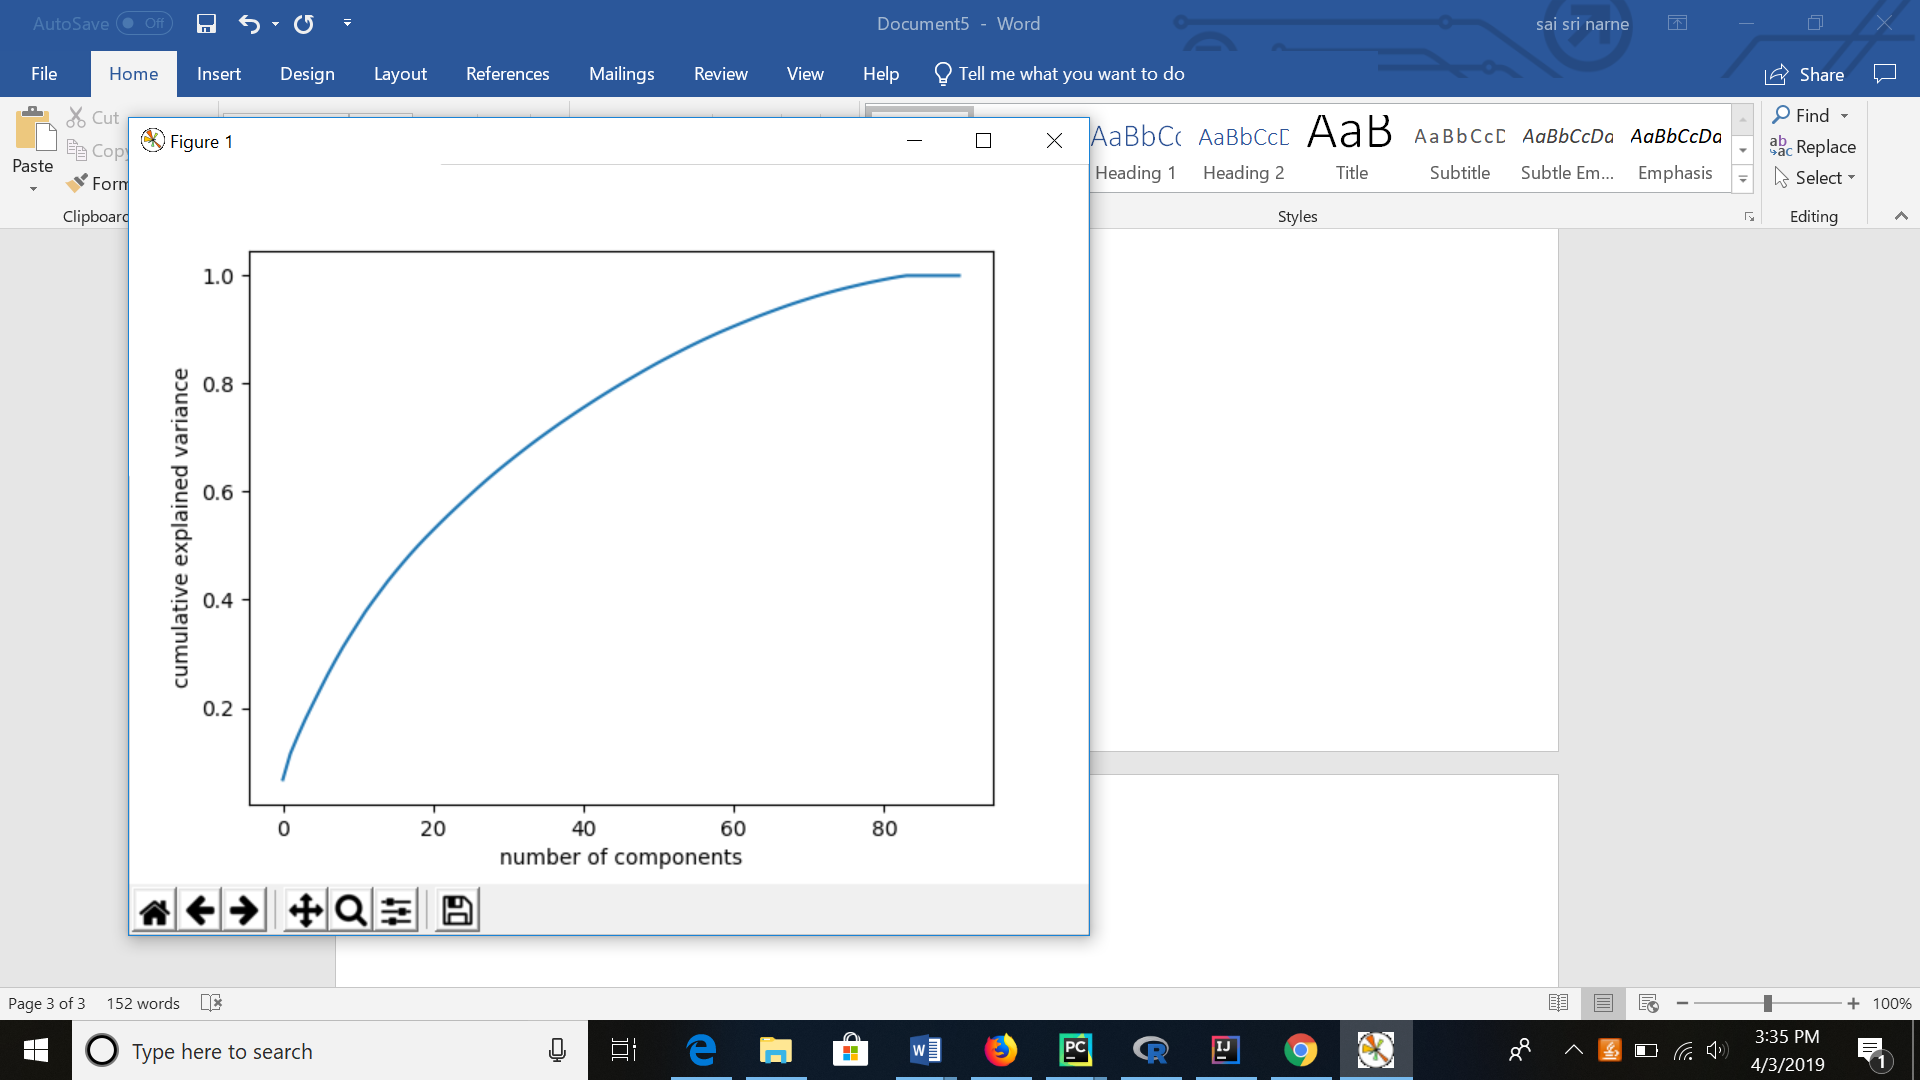 AutoSave Off
Document5 - Word
sai sri narne
File Home Insert Design Layout References Mailings Review View Help Tell me what you want to do
Share
Paste
Cut
Copy
Form
Clipboard
AaBbCc
Heading 1
AaBbCcD
Heading 2
AaB
Title
AaBbCcD
Subtitle
AaBbCcDd
Subtle Em...
AaBbCcDd
Emphasis
Styles
Find
Replace
Select
Editing
Figure 1
1.0
0.8
0.6
0.4
0.2
cumulative explained variance
0 20 40 60 80
number of components
Page 3 of 3 152 words
100%
Type here to search
3:35 PM
4/3/2019
1